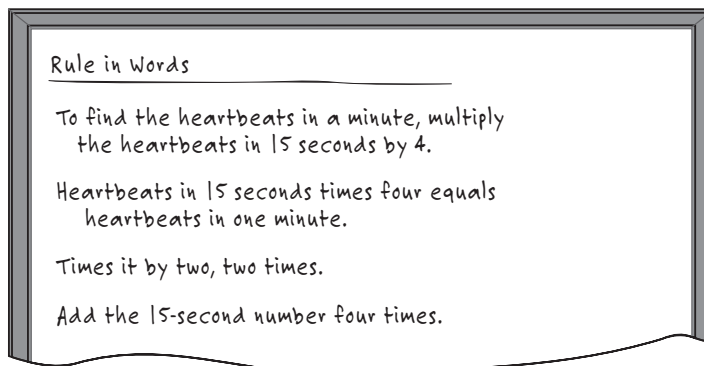 Rule in Words
To find the heartbeats in a minute, multiply
the heartbeats in 15 seconds by 4.
Heartbeats in 15 seconds times four equals
heartbeats in one minute.
Times it by two, two times.
Add the 15-second number four times.